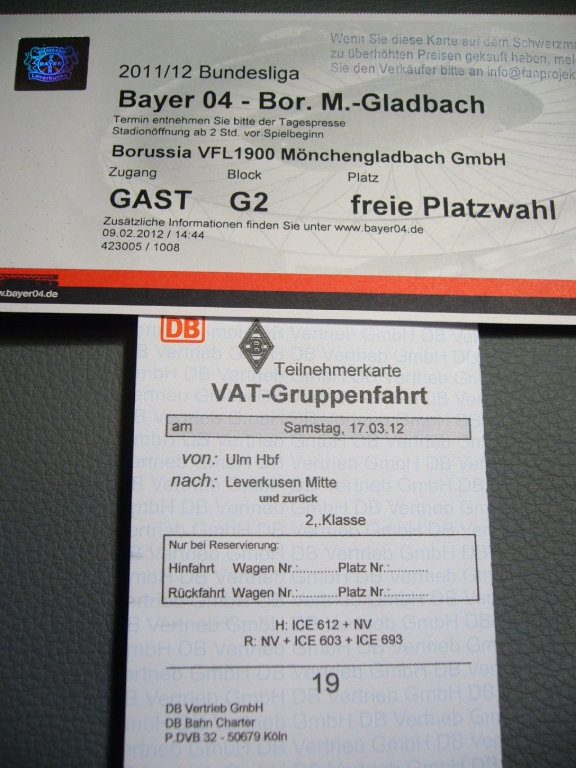 Wenn Sie diese Karte auf dem Schwarzma
zu überhöhten Preisen gekauft haben, mel
Sie den Verkäufer bitte an info@fanprojek
2011/12 Bundesliga
Bayer 04 - Bor. M.-Gladbach
Termin entnehmen Sie bitte der Tagespresse
Stadionöffnung ab 2 Std. vor Spielbeginn
Borussia VFL1900 Mönchengladbach GmbH
Zugang Block Platz
GAST G2 freie Platzwahl
Zusätzliche Informationen finden Sie unter www.bayer04.de
09.02.2012 / 14:44
423005 / 1008
w.bayer04.de
DB
Teilnehmerkarte
VAT-Gruppenfahrt
am Samstag, 17.03.12
von: Ulm Hbf
nach: Leverkusen Mitte
und zurück
2,.Klasse
Nur bei Reservierung:
Hinfahrt Wagen Nr.:.........Platz Nr.:..........
Rückfahrt Wagen Nr.:.........Platz Nr.:..........
H: ICE 612 + NV
R: NV + ICE 603 + ICE 693
19
DB Vertrieb GmbH
DB Bahn Charter
P.DVB 32 - 50679 Köln